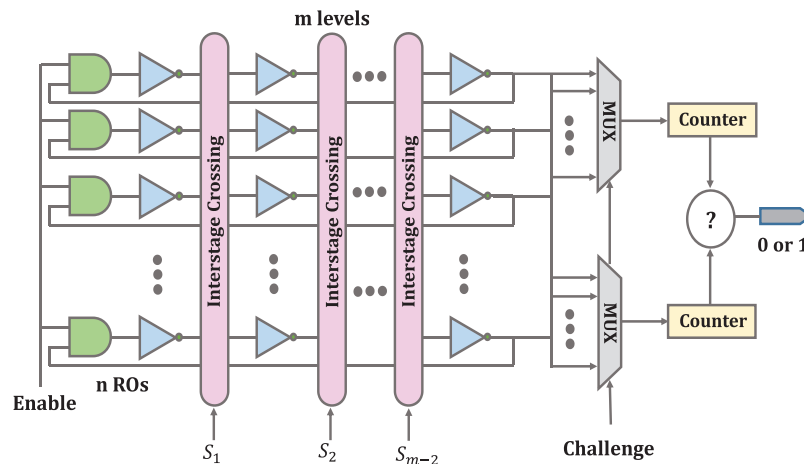 m levels
Interstage Crossing
Interstage Crossing
Interstage Crossing
MUX
Counter
?
0 or 1
MUX
Counter
n ROs
Enable
S1
S2
Sm−2
Challenge